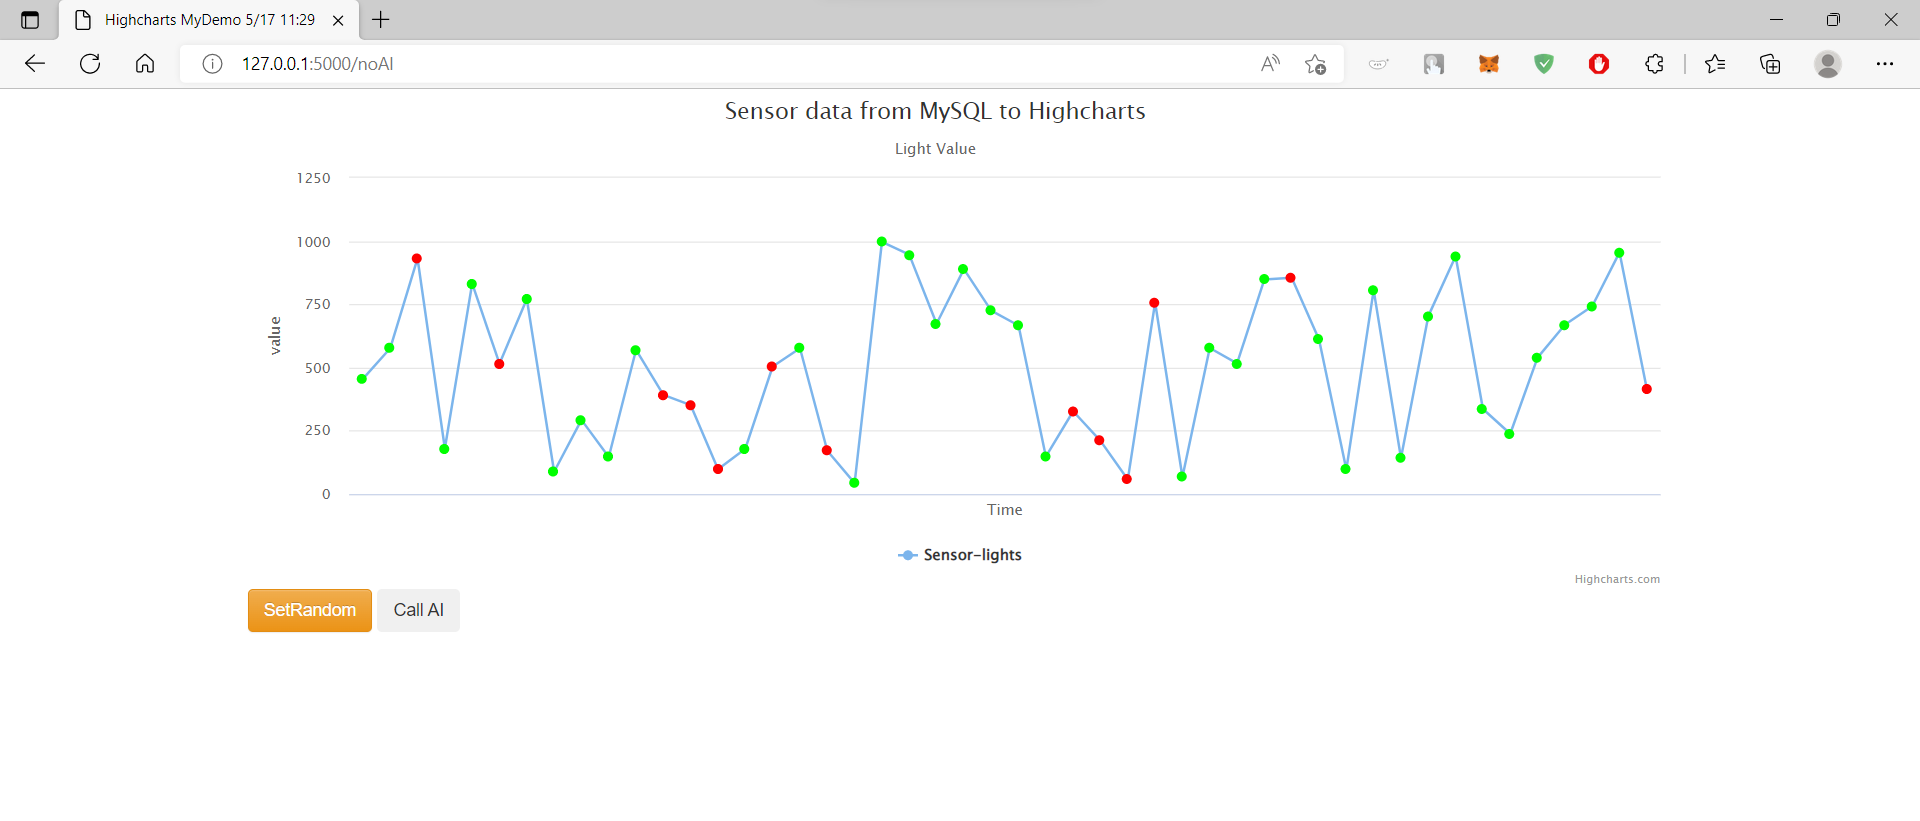 Highcharts MyDemo 5/17 11:29
127.0.0.1:5000/noAI
Sensor data from MySQL to Highcharts
Light Value
1250
1000
750
500
250
0
value
Time
Sensor-lights
Highcharts.com
SetRandom
Call AI